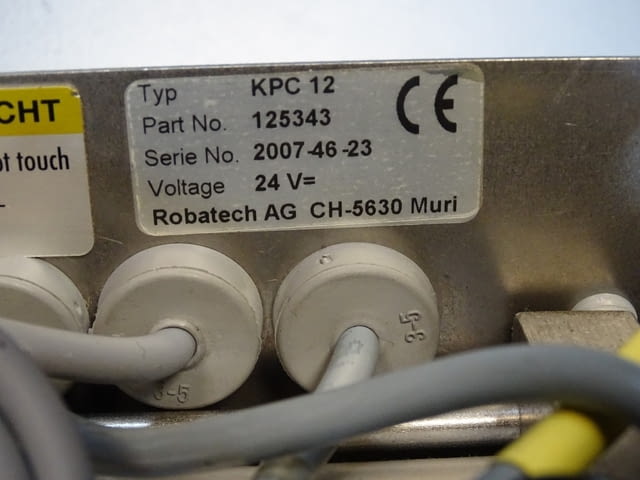 CHT
ot touch
Typ KPC 12
Part No. 125343
Serie No. 2007-46-23
Voltage 24 V=
Robatech AG CH-5630 Muri
CE
3-5
3-5